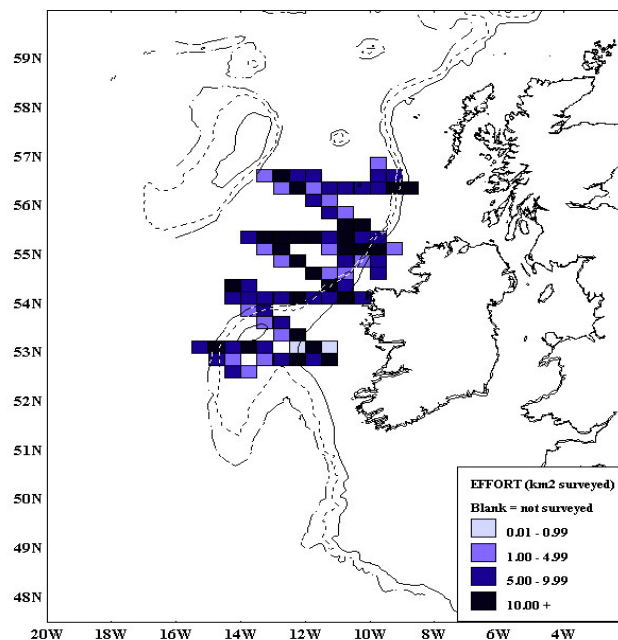 59N
58N
57N
56N
55N
54N
53N
52N
51N
50N
49N
48N
EFFORT (km2 surveyed)
Blank = not surveyed
0.01 - 0.99
1.00 - 4.99
5.00 - 9.99
10.00 +
20W 18W 16W 14W 12W 10W 8W 6W 4W